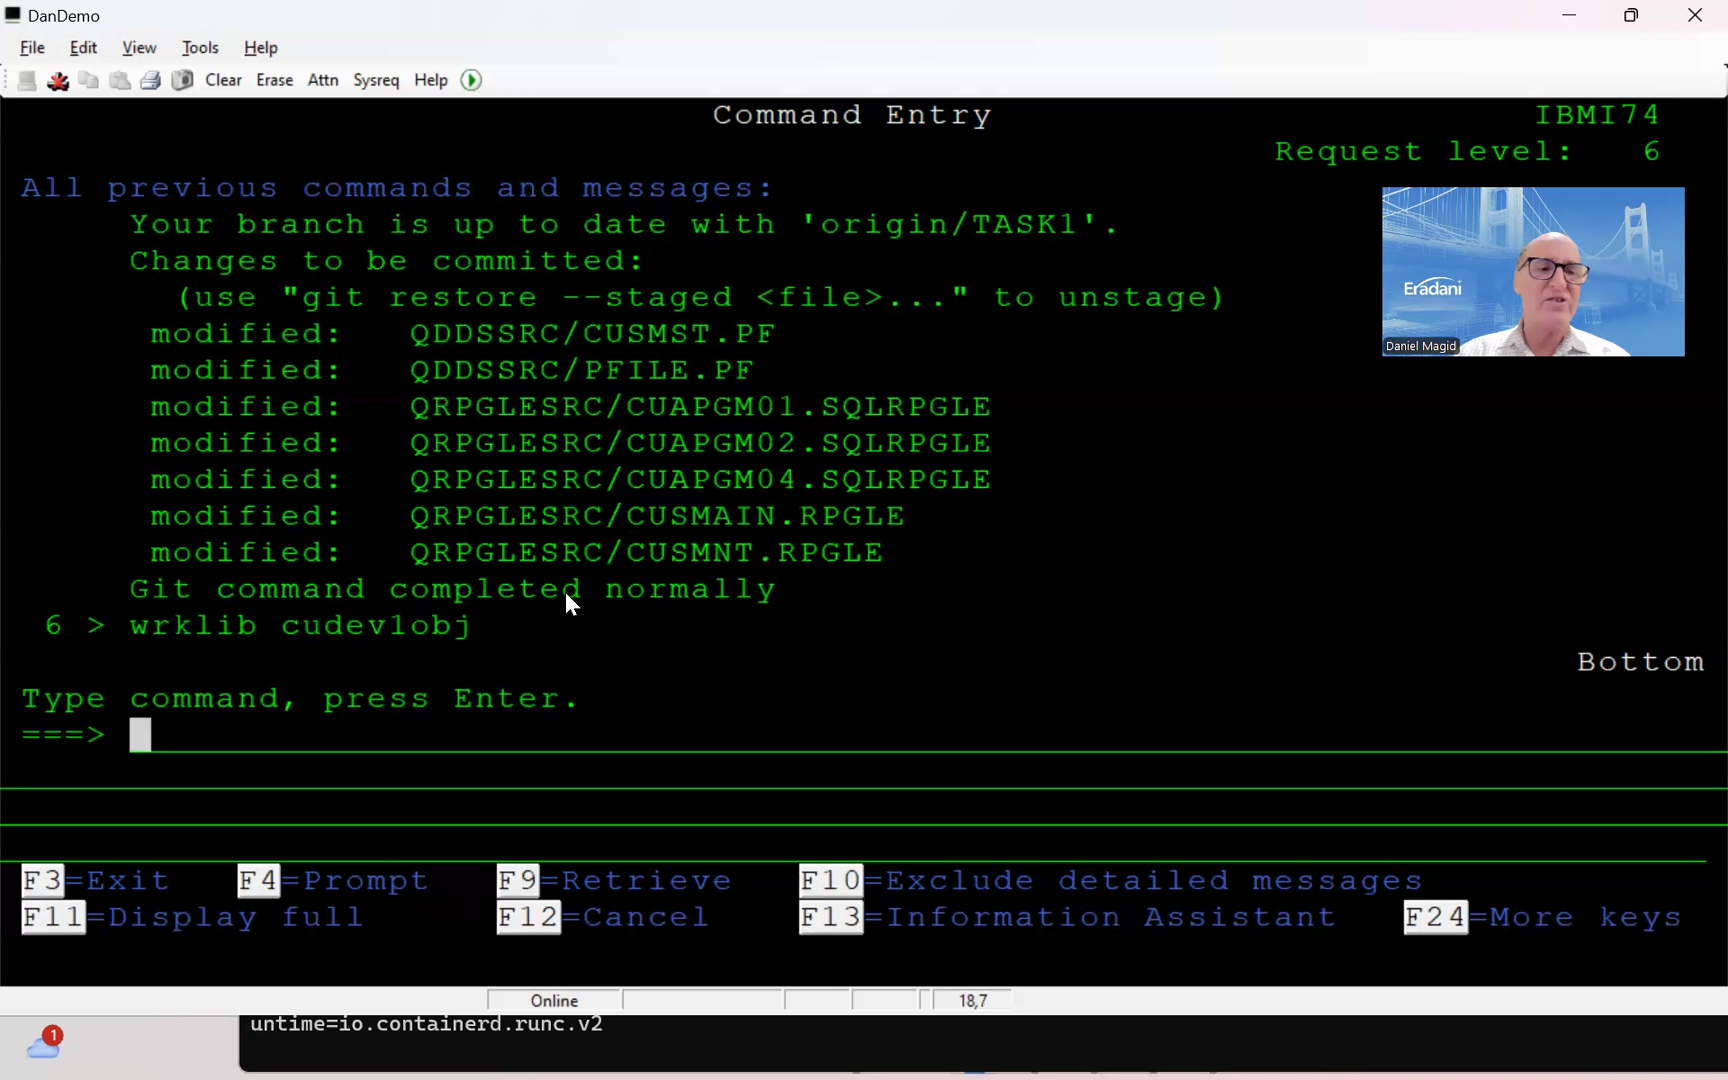 DanDemo
File Edit View Tools Help
Clear Erase Attn Sysreq Help
Command Entry IBMI74
Request level: 6
All previous commands and messages:
Your branch is up to date with 'origin/TASK1'.
Changes to be committed:
(use "git restore --staged <file>..." to unstage)
modified: QDDSSRC/CUSMST.PF
modified: QDDSSRC/PFILE.PF
modified: QRPGLESRC/CUAPGM01.SQLRPGLE
modified: QRPGLESRC/CUAPGM02.SQLRPGLE
modified: QRPGLESRC/CUAPGM04.SQLRPGLE
modified: QRPGLESRC/CUSMAIN.RPGLE
modified: QRPGLESRC/CUSMNT.RPGLE
Git command completed normally
6 > wrklib cudev1obj
Eradani
Daniel Magid
Bottom
Type command, press Enter.
===>
F3=Exit F4=Prompt F9=Retrieve F10=Exclude detailed messages
F11=Display full F12=Cancel F13=Information Assistant F24=More keys
Online 18,7
untime=io.containerd.runc.v2
1